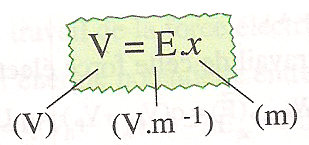 V = E.x
(V) (V.m -1) (m)